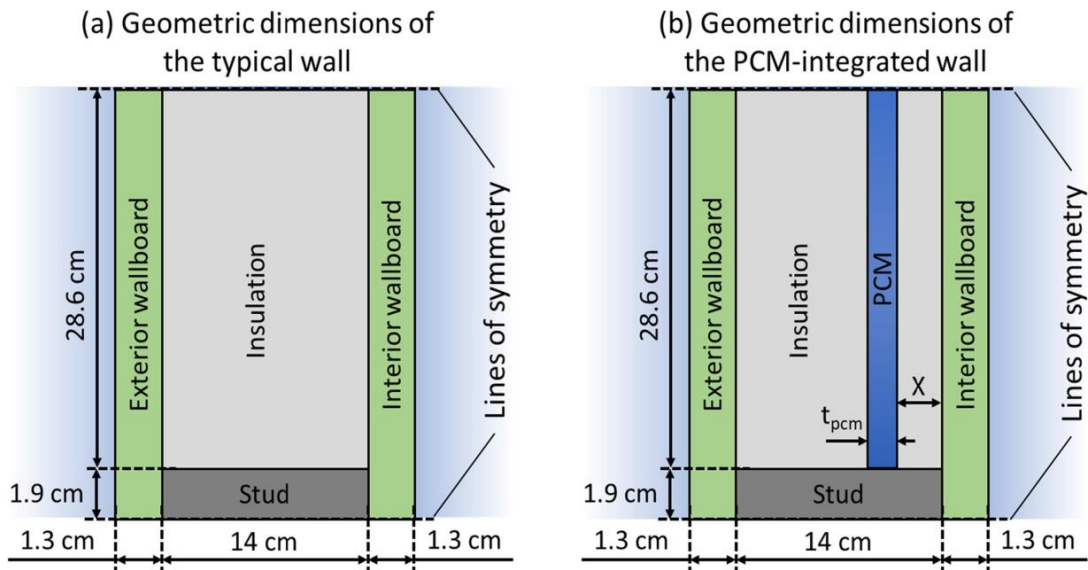 (a) Geometric dimensions of
the typical wall
28.6 cm
Exterior wallboard
Insulation
Interior wallboard
Lines of symmetry
1.9 cm
Stud
1.3 cm
14 cm
1.3 cm
(b) Geometric dimensions of
the PCM-integrated wall
28.6 cm
Exterior wallboard
Insulation
PCM
X
tpcm
Interior wallboard
Lines of symmetry
1.9 cm
Stud
1.3 cm
14 cm
1.3 cm